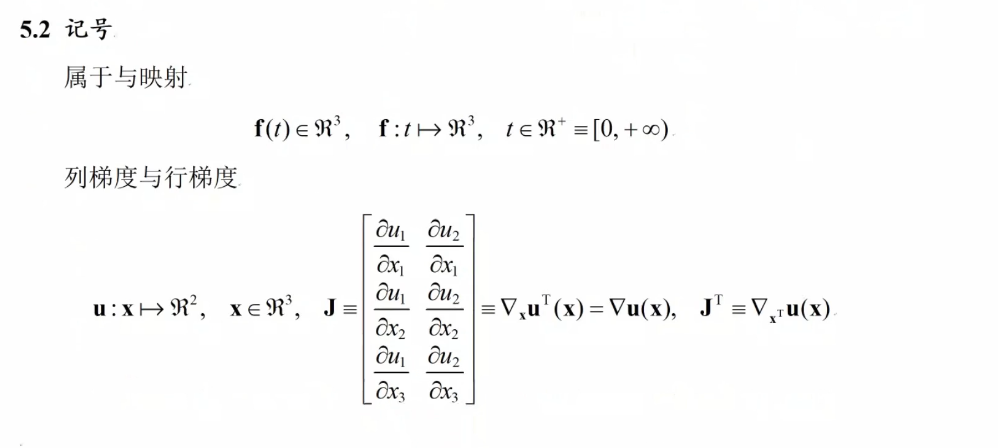 5.2 记号
属于与映射
f(t)∈ℜ³, f:t↦ℜ³, t∈ℜ⁺≡[0,+∞)
列梯度与行梯度
u:x↦ℜ², x∈ℜ³, J≡[∂u₁/∂x₁ ∂u₂/∂x₁; ∂u₁/∂x₂ ∂u₂/∂x₂; ∂u₁/∂x₃ ∂u₂/∂x₃]≡∇ₓuᵀ(x)=∇u(x), Jᵀ≡∇_{xᵀ}u(x)